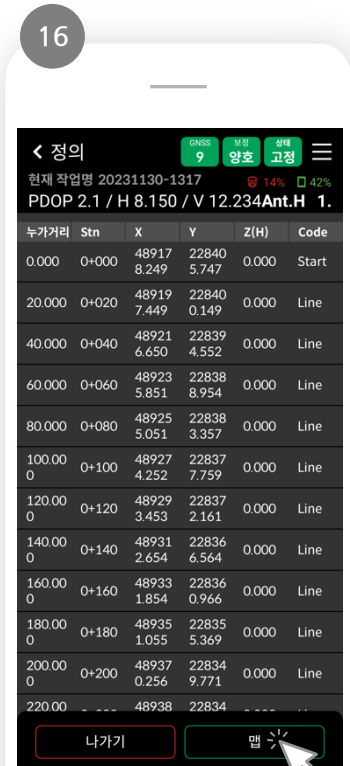 16
정의
GNSS
9
보정
양호
상태
고정
현재 작업명 20231130-1317 14% 42%
PDOP 2.1 / H 8.150 / V 12.234Ant.H 1.
누가거리 Stn X Y Z(H) Code
0.000 0+000 48917 8.249 22840 5.747 0.000 Start
20.000 0+020 48919 7.449 22840 0.149 0.000 Line
40.000 0+040 48921 6.650 22839 4.552 0.000 Line
60.000 0+060 48923 5.851 22838 8.954 0.000 Line
80.000 0+080 48925 5.051 22838 3.357 0.000 Line
100.00 0 0+100 48927 4.252 22837 7.759 0.000 Line
120.00 0 0+120 48929 3.453 22837 2.161 0.000 Line
140.00 0 0+140 48931 2.654 22836 6.564 0.000 Line
160.00 0 0+160 48933 1.854 22836 0.966 0.000 Line
180.00 0 0+180 48935 1.055 22835 5.369 0.000 Line
200.00 0 0+200 48937 0.256 22834 9.771 0.000 Line
220.00 48938 22834
나가기 맵